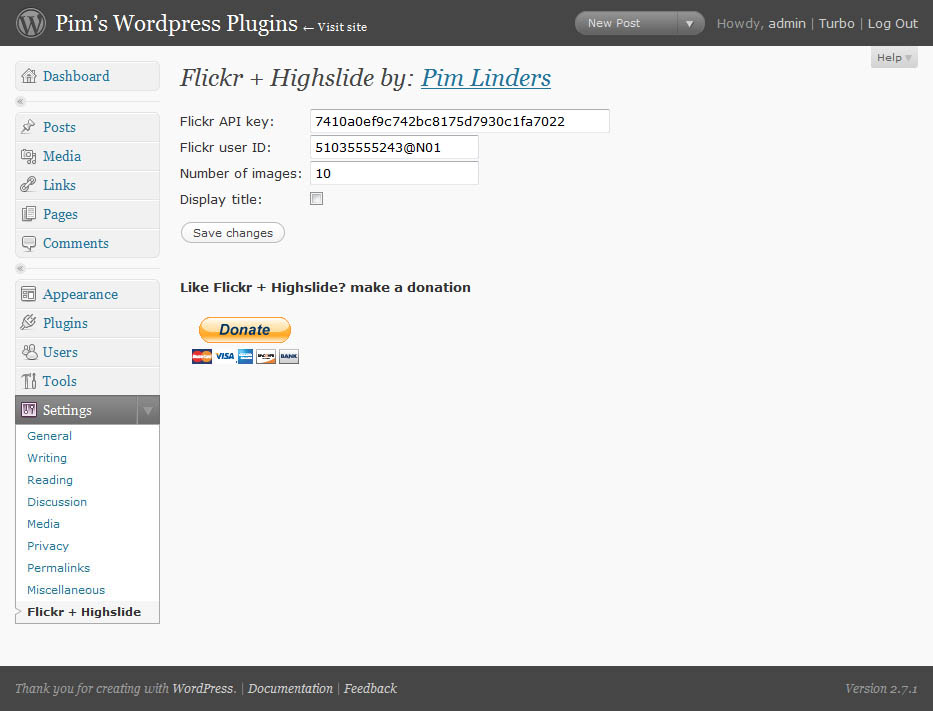 Pim's Wordpress Plugins ← Visit site
New Post
Howdy, admin | Turbo | Log Out
Help
Dashboard
Posts
Media
Links
Pages
Comments
Appearance
Plugins
Users
Tools
Settings
General
Writing
Reading
Discussion
Media
Privacy
Permalinks
Miscellaneous
Flickr + Highslide
Flickr + Highslide by: Pim Linders
Flickr API key: 7410a0ef9c742bc8175d7930c1fa7022
Flickr user ID: 51035555243@N01
Number of images: 10
Display title:
Save changes
Like Flickr + Highslide? make a donation
Donate
VISA
BANK
Thank you for creating with WordPress. | Documentation | Feedback
Version 2.7.1